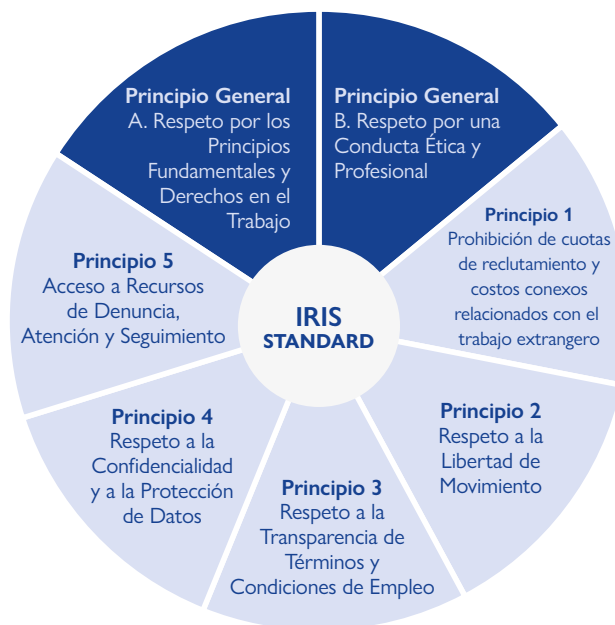 Principio General
A. Respeto por los
Principios
Fundamentales y
Derechos en el
Trabajo
Principio General
B. Respeto por una
Conducta Ética y
Profesional
Principio 1
Prohibición de cuotas
de reclutamiento y
costos conexos
relacionados con el
trabajo extrangero
Principio 2
Respeto a la
Libertad de
Movimiento
Principio 3
Respeto a la
Transparencia de
Términos y
Condiciones de Empleo
Principio 4
Respeto a la
Confidencialidad
y a la Protección
de Datos
Principio 5
Acceso a Recursos
de Denuncia,
Atención y Seguimiento
IRIS
STANDARD